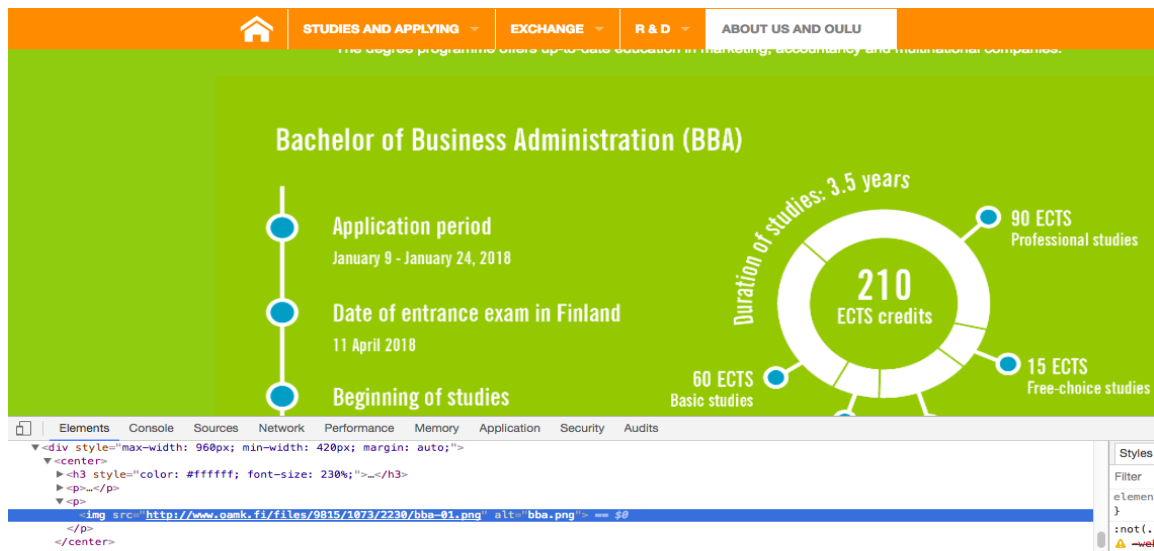 STUDIES AND APPLYING EXCHANGE R & D ABOUT US AND OULU
The degree programme offers up-to-date education in marketing, accountancy and multinational companies.
Bachelor of Business Administration (BBA)
Application period
January 9 - January 24, 2018
Date of entrance exam in Finland
11 April 2018
Beginning of studies
Duration of studies: 3.5 years
210
ECTS credits
90 ECTS
Professional studies
15 ECTS
Free-choice studies
60 ECTS
Basic studies
Elements Console Sources Network Performance Memory Application Security Audits
▼<div style="max-width: 960px; min-width: 420px; margin: auto;">
▼<center>
▶<h3 style="color: #ffffff; font-size: 230%;">…</h3>
▶<p>…</p>
▼<p>
<img src="http://www.oamk.fi/files/9815/1073/2230/bba-01.png" alt="bba.png"> == $0
</p>
</center>
Styles
Filter
elemen
}
:not(.